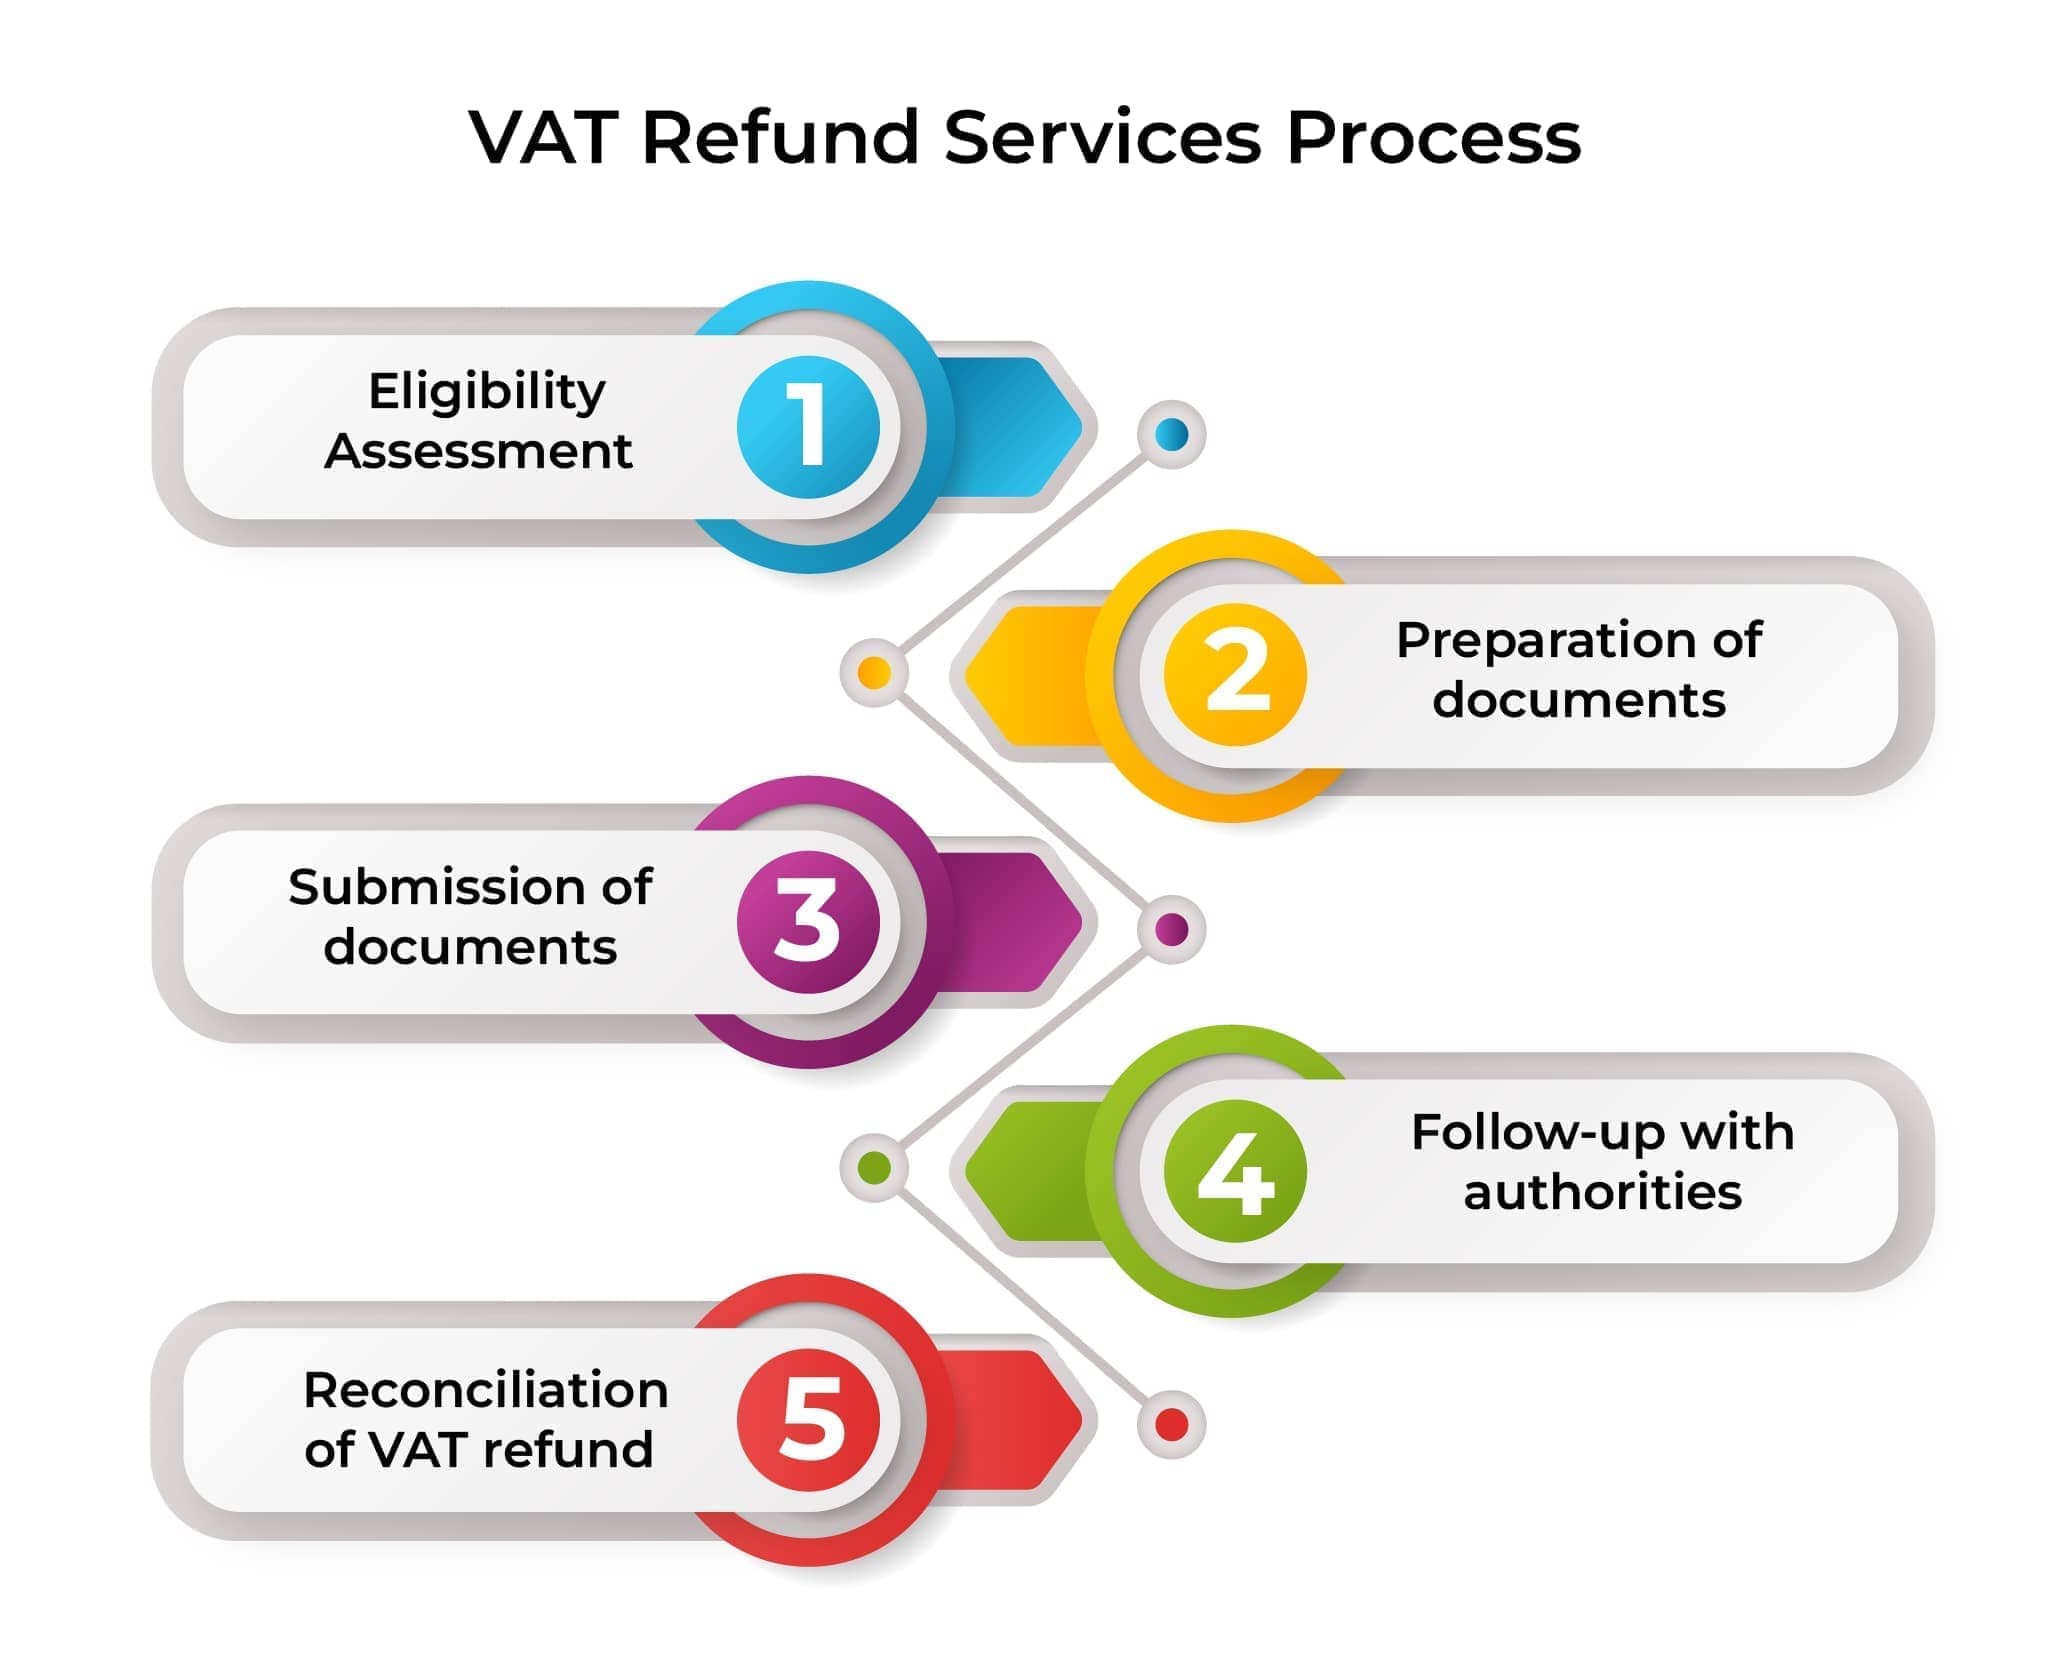 VAT Refund Services Process
Eligibility
Assessment
1
2
Preparation of
documents
Submission of
documents
3
4
Follow-up with
authorities
Reconciliation
of VAT refund
5